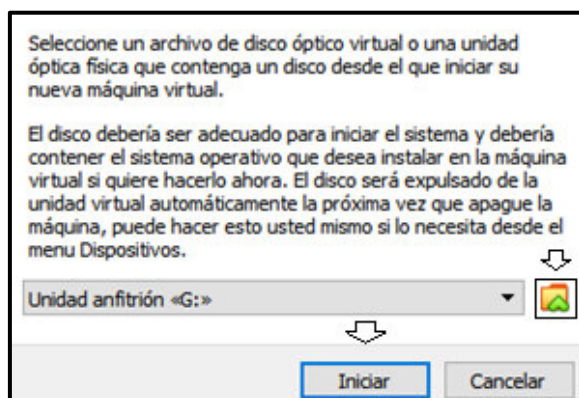 Seleccione un archivo de disco óptico virtual o una unidad
óptica física que contenga un disco desde el que iniciar su
nueva máquina virtual.
El disco debería ser adecuado para iniciar el sistema y debería
contener el sistema operativo que desea instalar en la máquina
virtual si quiere hacerlo ahora. El disco será expulsado de la
unidad virtual automáticamente la próxima vez que apague la
máquina, puede hacer esto usted mismo si lo necesita desde el
menu Dispositivos.
Unidad anfitrión «G:»
Iniciar Cancelar